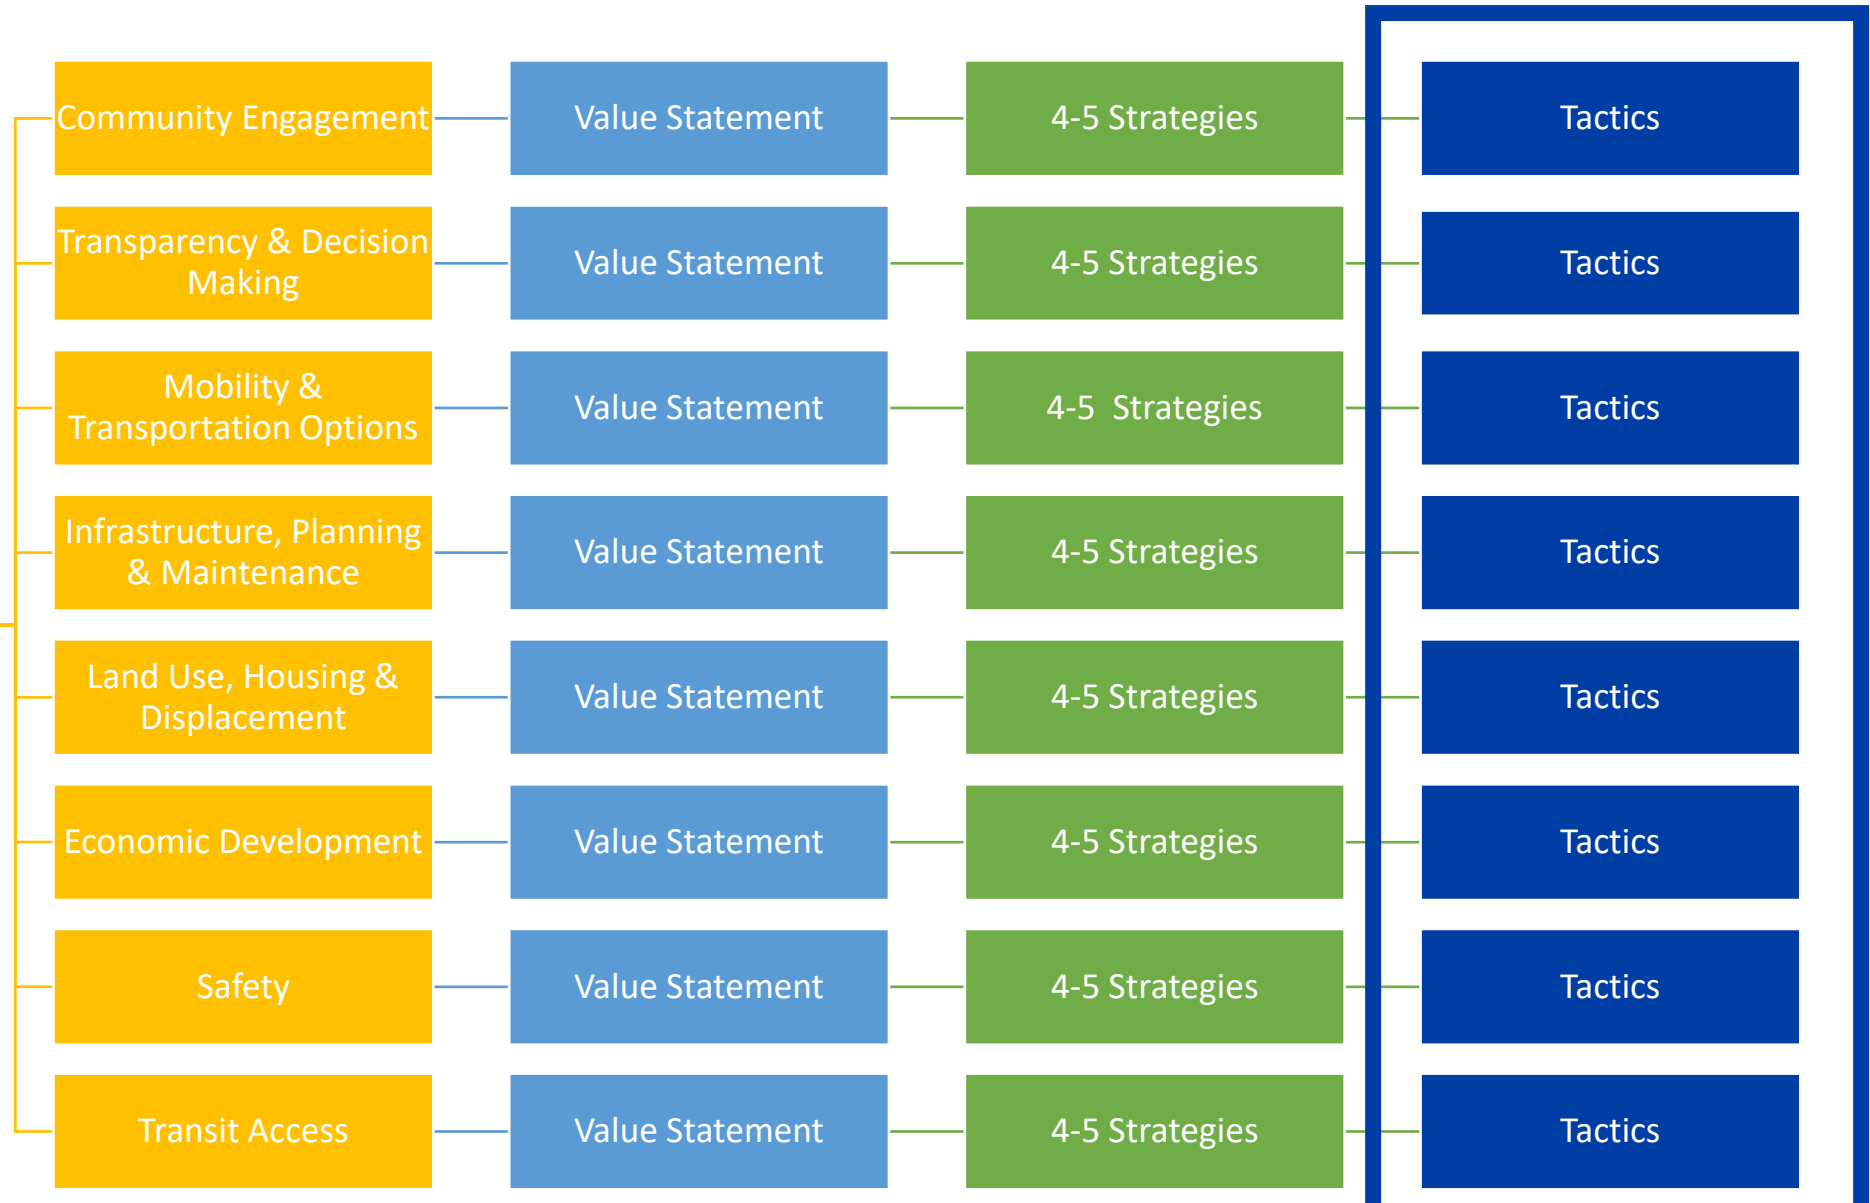 Community Engagement
Value Statement
4-5 Strategies
Tactics
Transparency & Decision
Making
Value Statement
4-5 Strategies
Tactics
Mobility &
Transportation Options
Value Statement
4-5  Strategies
Tactics
Infrastructure, Planning
& Maintenance
Value Statement
4-5 Strategies
Tactics
Land Use, Housing &
Displacement
Value Statement
4-5 Strategies
Tactics
Economic Development
Value Statement
4-5 Strategies
Tactics
Safety
Value Statement
4-5 Strategies
Tactics
Transit Access
Value Statement
4-5 Strategies
Tactics